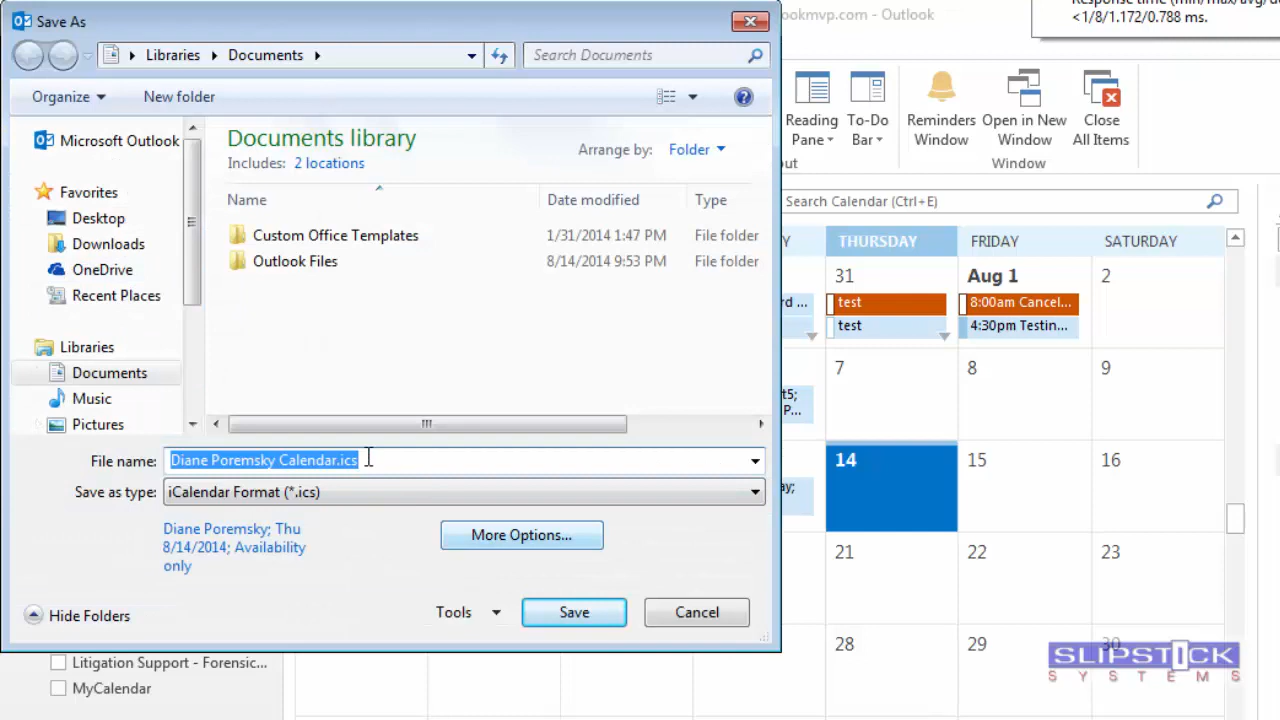 Save As
ookmvp.com - Outlook
Response time (min/max/avg/de
<1/8/1.172/0.788 ms.
Libraries
Documents
Search Documents
Organize
New folder
Microsoft Outlook
Favorites
Desktop
Downloads
OneDrive
Recent Places
Libraries
Documents
Music
Pictures
Documents library
Includes: 2 locations
Arrange by: Folder
Name
Date modified
Type
Custom Office Templates
1/31/2014 1:47 PM
File folder
Outlook Files
8/14/2014 9:53 PM
File folder
File name: Diane Poremsky Calendar.ics
Save as type: iCalendar Format (*.ics)
Diane Poremsky; Thu
8/14/2014; Availability
only
More Options...
Hide Folders
Tools
Save
Cancel
Reading
Pane
To-Do
Bar
Reminders
Window
Open in New
Window
Close
All Items
out
Window
Search Calendar (Ctrl+E)
Y
THURSDAY
FRIDAY
SATURDAY
31
Aug 1
2
rd ...
test
8:00am Cancel...
test
4:30pm Testin...
7
8
9
t5;
P...
14
15
16
ay;
21
22
23
28
29
30
Litigation Support - Forensic...
MyCalendar
SLIPSTICK
SYSTEMS